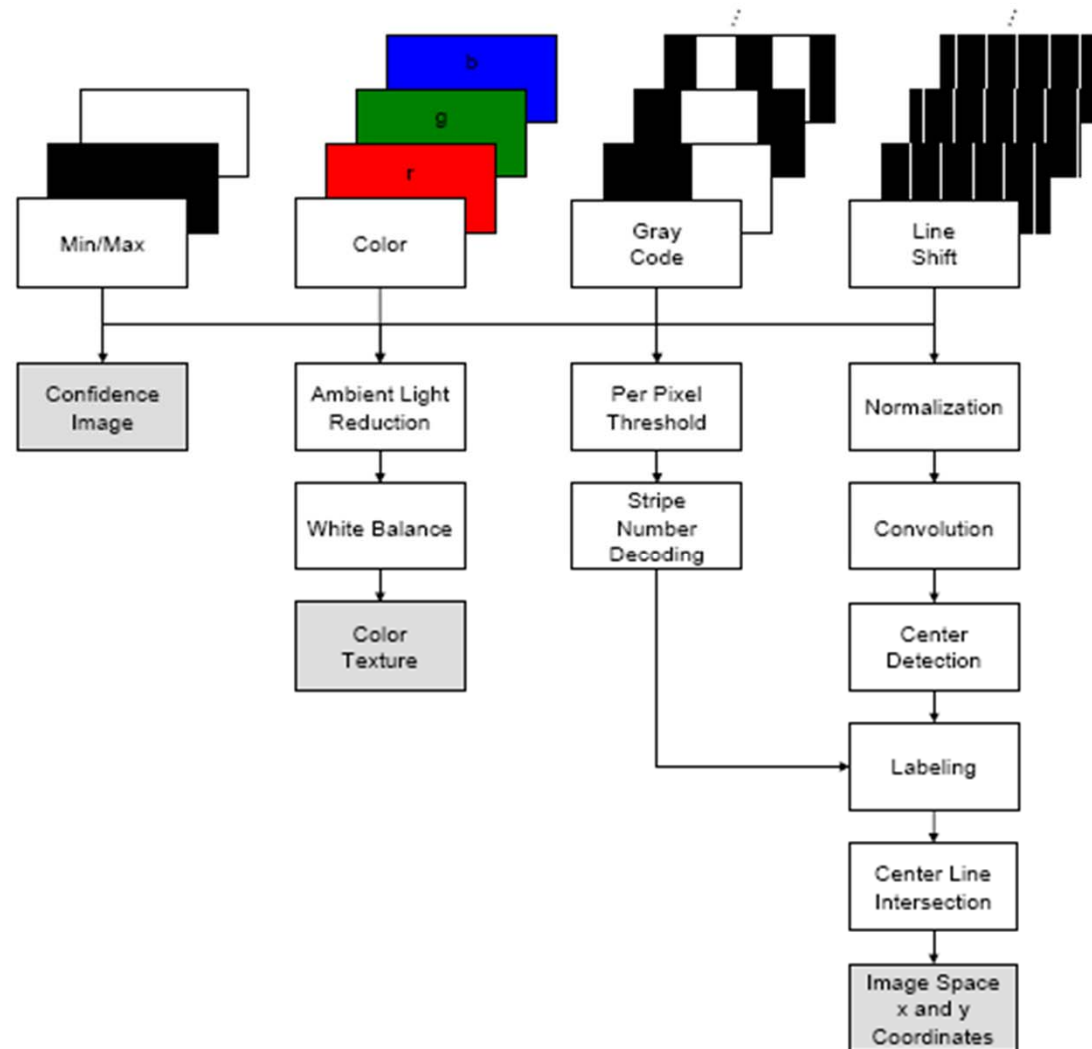 b
g
r
Min/Max
Color
Gray
Code
Line
Shift
Confidence
Image
Ambient Light
Reduction
Per Pixel
Threshold
Normalization
White Balance
Stripe
Number
Decoding
Convolution
Color
Texture
Center
Detection
Labeling
Center Line
Intersection
Image Space
x and y
Coordinates